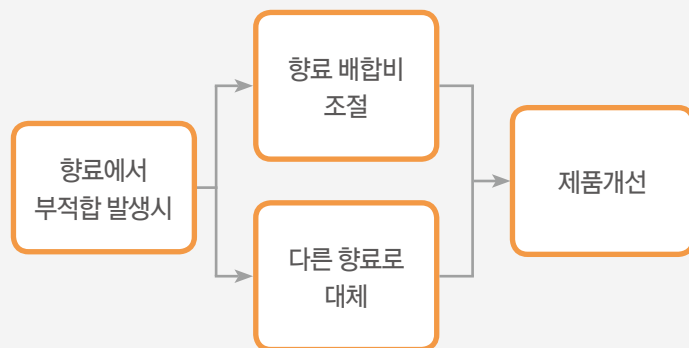 향료 배합비
조절
향료에서
부적합 발생시
제품개선
다른 향료로
대체